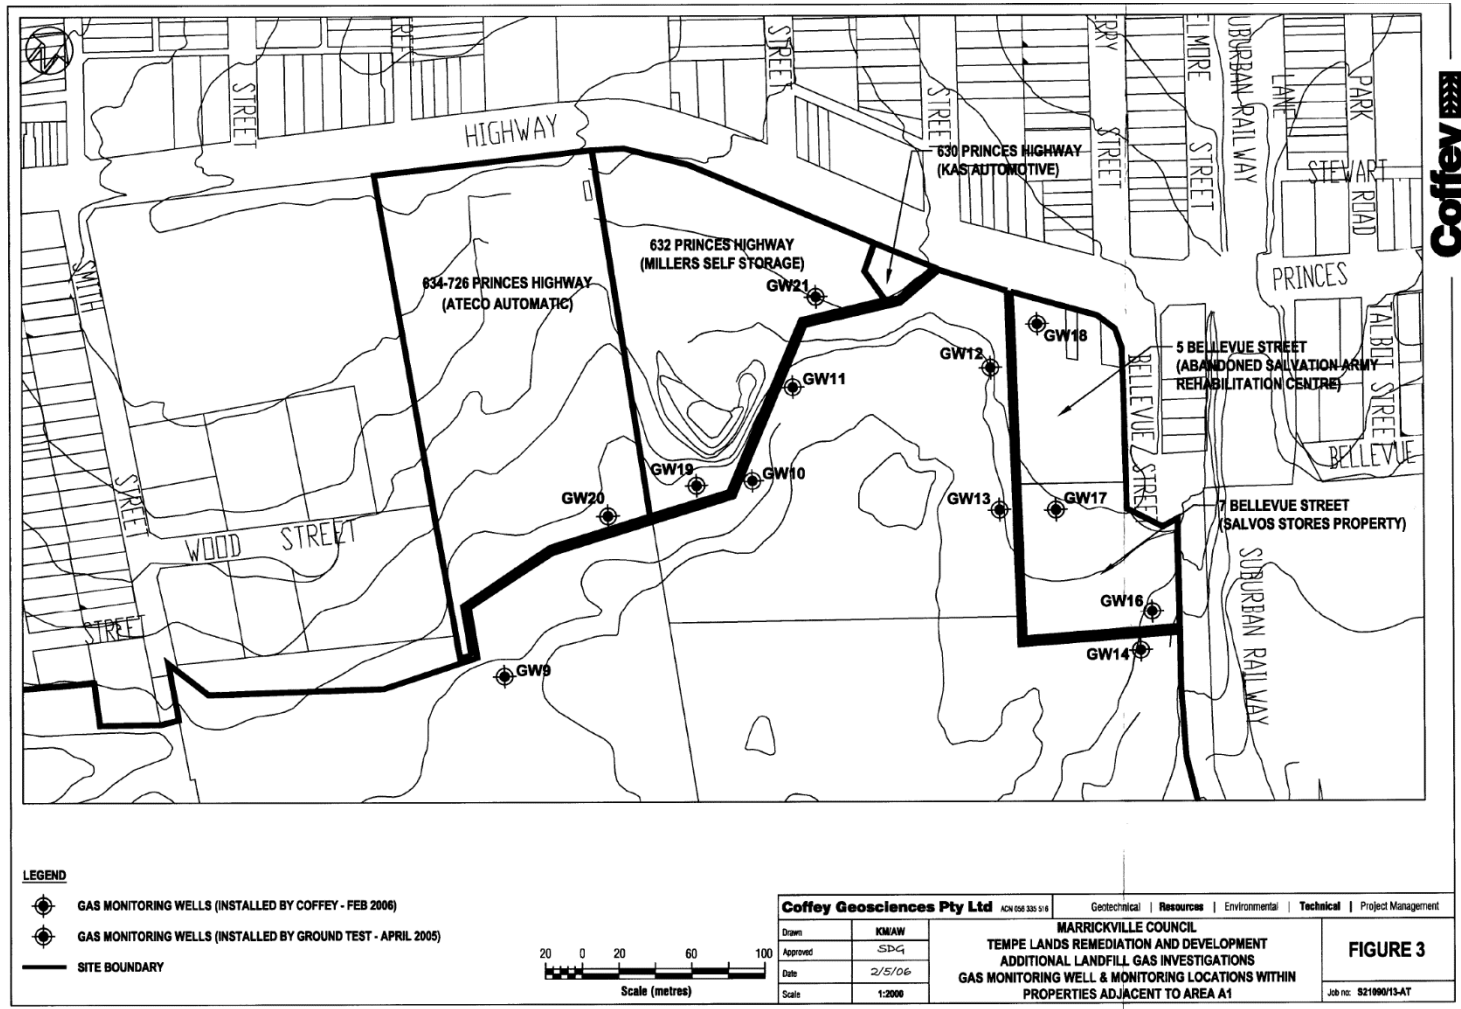 STREET
STREET
STREET
STREET
STREET
ELMORE
STREET
SUBURBAN RAILWAY
LANE
PARK
ROAD
STEWART
HIGHWAY
Coffey
630 PRINCES HIGHWAY
(KAS AUTOMOTIVE)
632 PRINCES HIGHWAY
(MILLERS SELF STORAGE)
634-726 PRINCES HIGHWAY
(ATECO AUTOMATIC)
PRINCES
GW21
GW18
GW12
GW11
5 BELLEVUE STREET
(ABANDONED SALVATION ARMY
REHABILITATION CENTRE)
SMITH
STREET
BELLEVUE STREET
TALBOT STREET
BELLEVUE
GW19
GW10
GW20
GW13
GW17
7 BELLEVUE STREET
(SALVOS STORES PROPERTY)
WOOD STREET
STREET
SUBURBAN RAILWAY
GW16
GW14
GW9
LEGEND
GAS MONITORING WELLS (INSTALLED BY COFFEY - FEB 2006)
GAS MONITORING WELLS (INSTALLED BY GROUND TEST - APRIL 2005)
SITE BOUNDARY
20 0 20 60 100
Scale (metres)
Coffey Geosciences Pty Ltd ACN 056 335 516
Geotechnical | Resources | Environmental | Technical | Project Management
Drawn KM/AW
Approved SDG
Date 2/5/06
Scale 1:2000
MARRICKVILLE COUNCIL
TEMPE LANDS REMEDIATION AND DEVELOPMENT
ADDITIONAL LANDFILL GAS INVESTIGATIONS
GAS MONITORING WELL & MONITORING LOCATIONS WITHIN
PROPERTIES ADJACENT TO AREA A1
FIGURE 3
Job no: S21090/13-AT